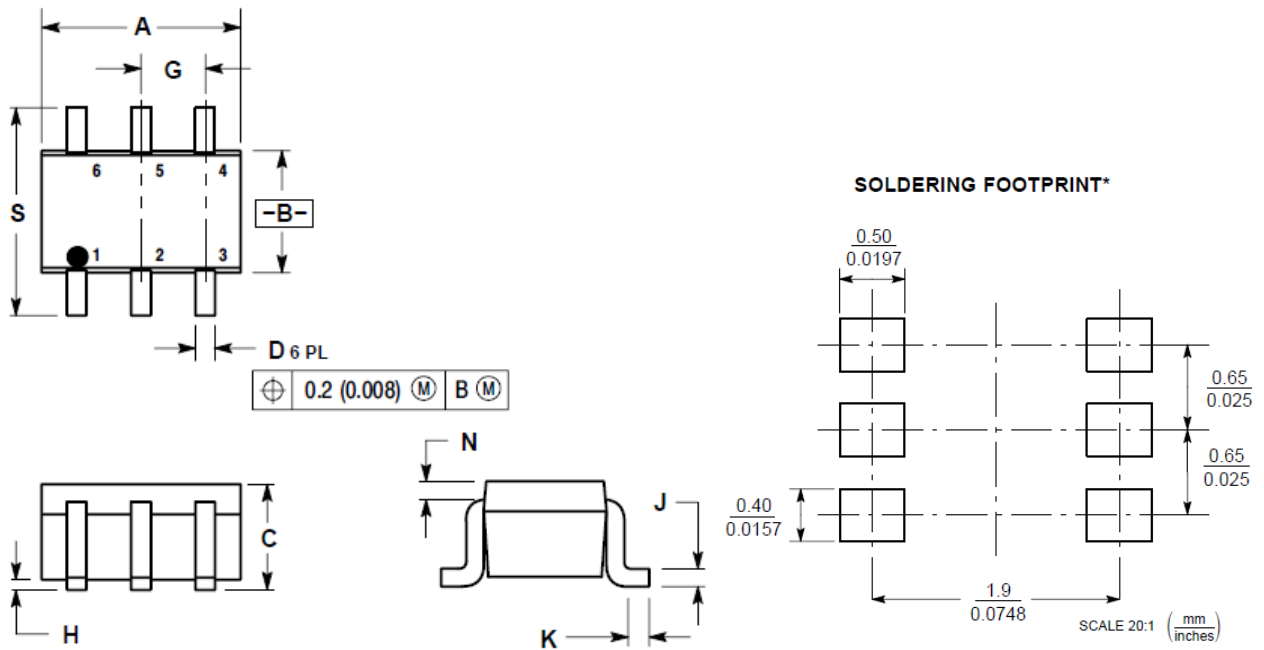 A
G
6 5 4
S
–B–
1 2 3
D 6 PL
⌖ 0.2 (0.008) Ⓜ B Ⓜ
N
J
C
H
K
SOLDERING FOOTPRINT*
0.50
0.0197
0.65
0.025
0.65
0.025
0.40
0.0157
1.9
0.0748
SCALE 20:1 (mm/inches)